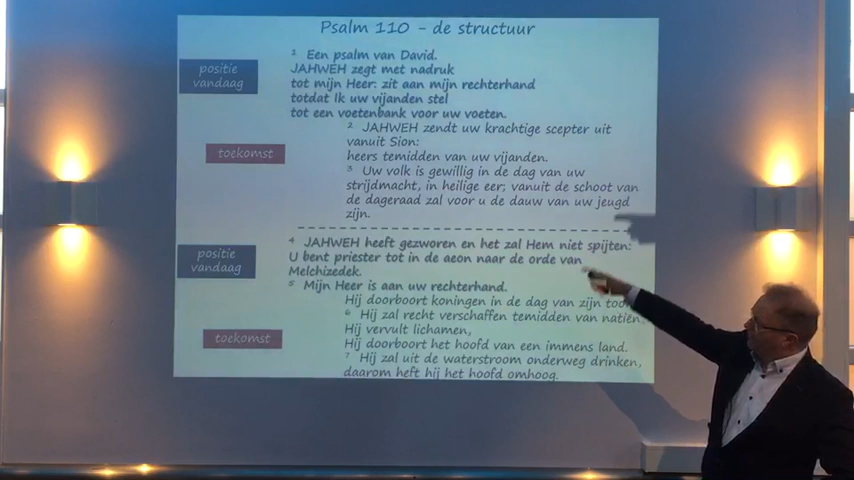 Psalm 110 - de structuur
positie
vandaag
1 Een psalm van David.
JAHWEH zegt met nadruk
tot mijn Heer: zit aan mijn rechterhand
totdat Ik uw vijanden stel
tot een voetenbank voor uw voeten.
toekomst
2 JAHWEH zendt uw krachtige scepter uit
vanuit Sion:
heers temidden van uw vijanden.
3 Uw volk is gewillig in de dag van uw
strijdmacht, in heilige eer; vanuit de schoot van
de dageraad zal voor u de dauw van uw jeugd
zijn.
positie
vandaag
4 JAHWEH heeft gezworen en het zal Hem niet spijten:
U bent priester tot in de aeon naar de orde van
Melchizedek.
5 Mijn Heer is aan uw rechterhand.
toekomst
Hij doorboort koningen in de dag van zijn
6 Hij zal recht verschaffen temidden van natiën.
Hij vervult lichamen,
Hij doorboort het hoofd van een immens land.
7 Hij zal uit de waterstroom onderweg drinken,
daarom heft hij het hoofd omhoog.